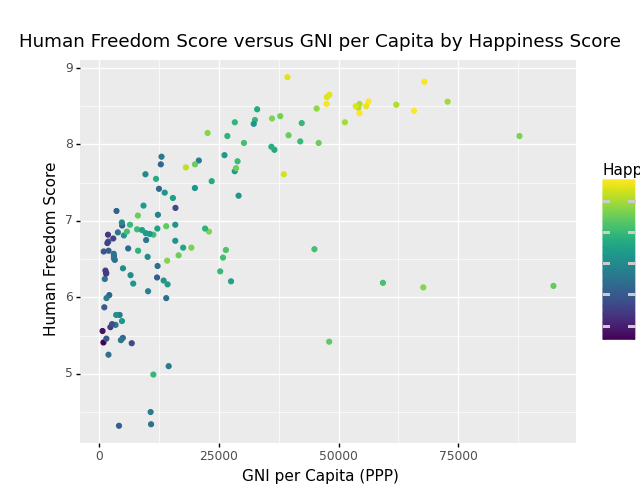 Human Freedom Score versus GNI per Capita by Happiness Score
9
8
7
6
5
Human Freedom Score
0 25000 50000 75000
GNI per Capita (PPP)
Happ